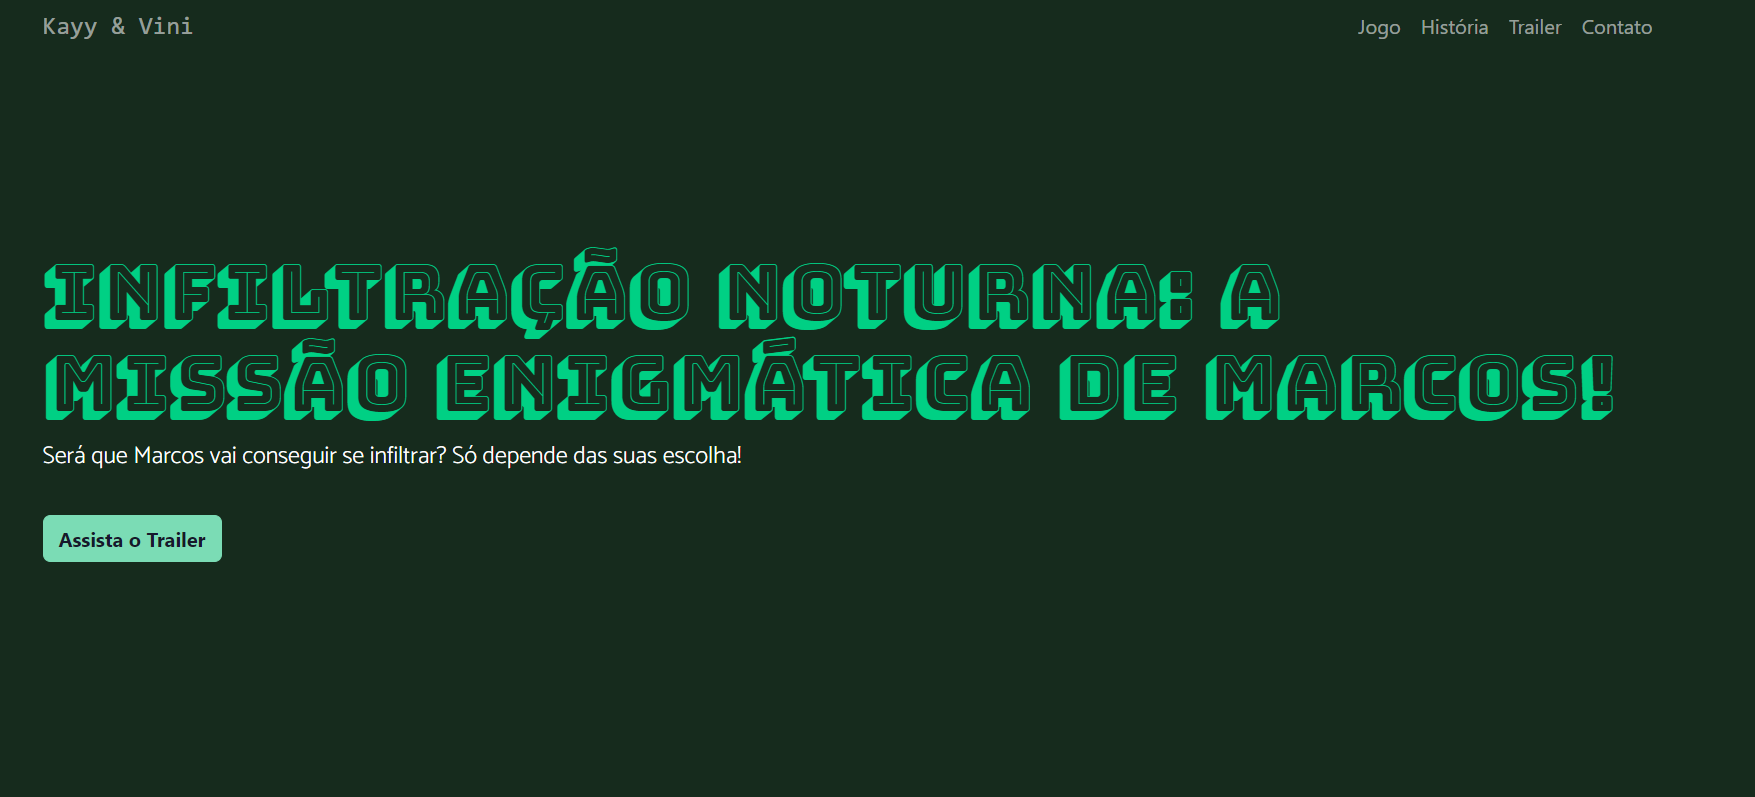 Kayy & Vini
Jogo História Trailer Contato
INFILTRAÇÃO NOTURNA: A
MISSÃO ENIGMÁTICA DE MARCOS!
Será que Marcos vai conseguir se infiltrar? Só depende das suas escolha!
Assista o Trailer